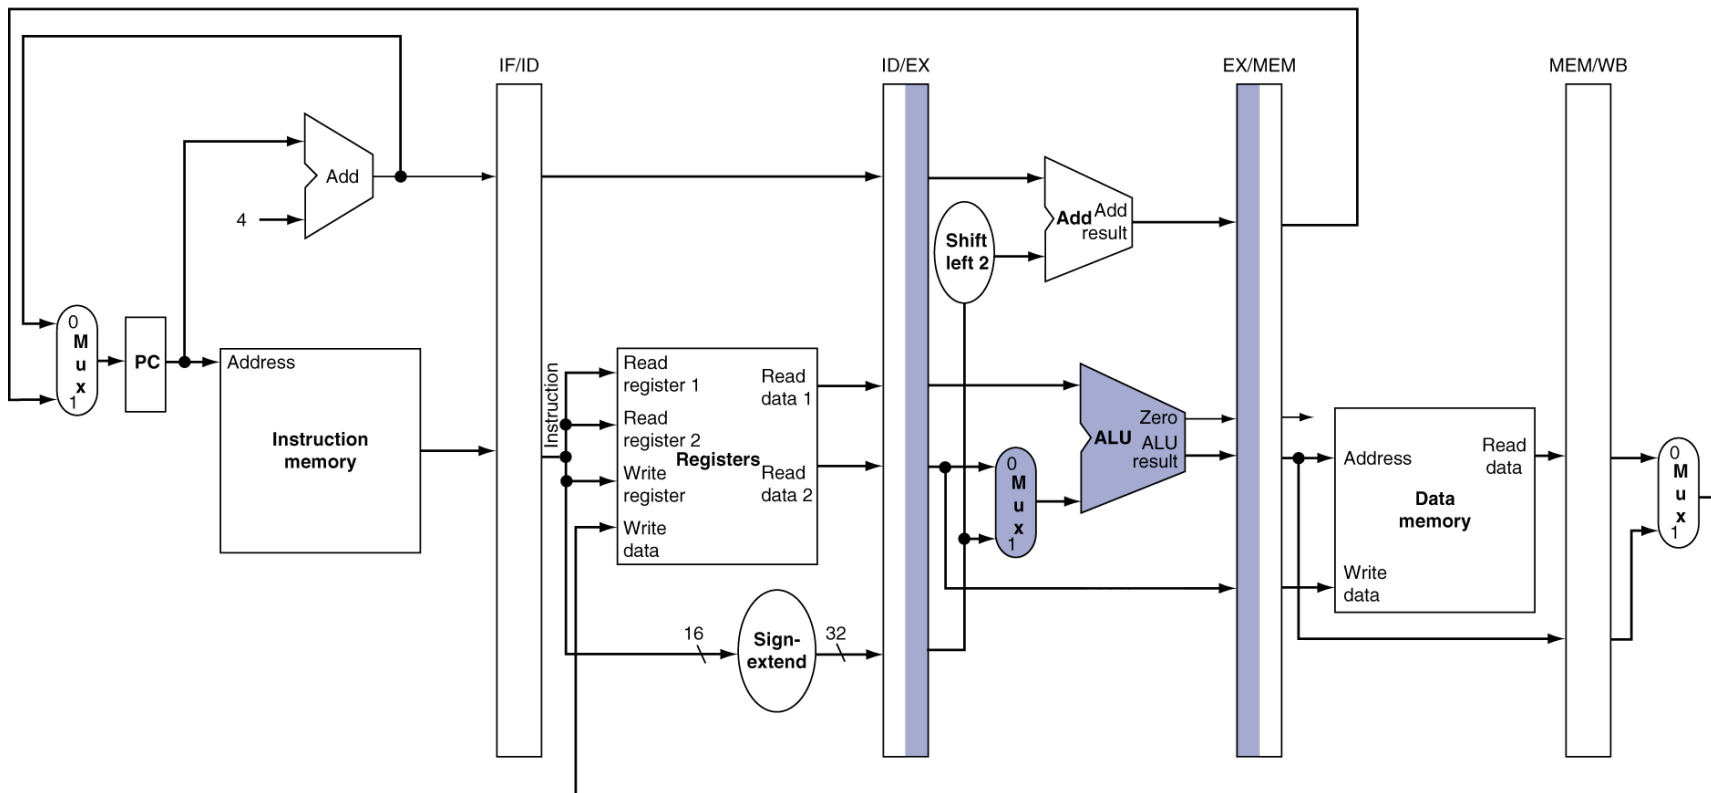 IF/ID
ID/EX
EX/MEM
MEM/WB
Add
4
Shift
left 2
Add
Add
result
0
M
u
x
1
PC
Address
Instruction
memory
Instruction
Read
register 1
Read
register 2
Write
register
Write
data
Registers
Read
data 1
Read
data 2
16
Sign-
extend
32
0
M
u
x
1
ALU
Zero
ALU
result
Address
Read
data
Data
memory
Write
data
0
M
u
x
1